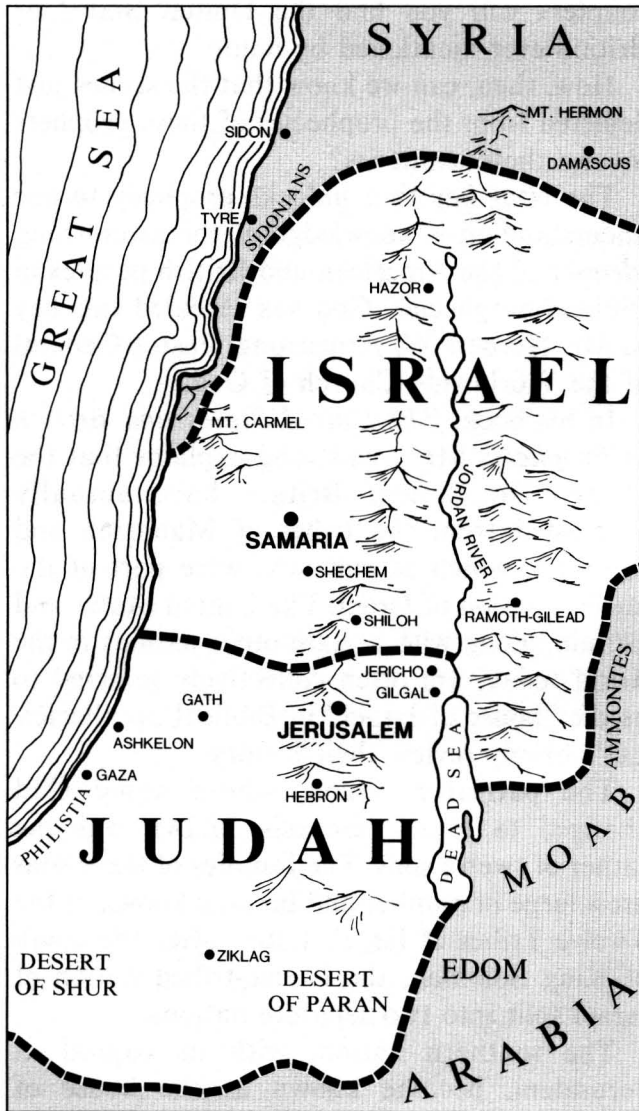 SYRIA
GREAT SEA
MT. HERMON
SIDON
DAMASCUS
TYRE
SIDONIANS
HAZOR
ISRAEL
MT. CARMEL
JORDAN RIVER
SAMARIA
SHECHEM
SHILOH
RAMOTH-GILEAD
JERICHO
GILGAL
GATH
JERUSALEM
ASHKELON
AMMONITES
GAZA
HEBRON
PHILISTIA
DEAD SEA
JUDAH
MOAB
ZIKLAG
DESERT
OF SHUR
DESERT
OF PARAN
EDOM
ARABIA